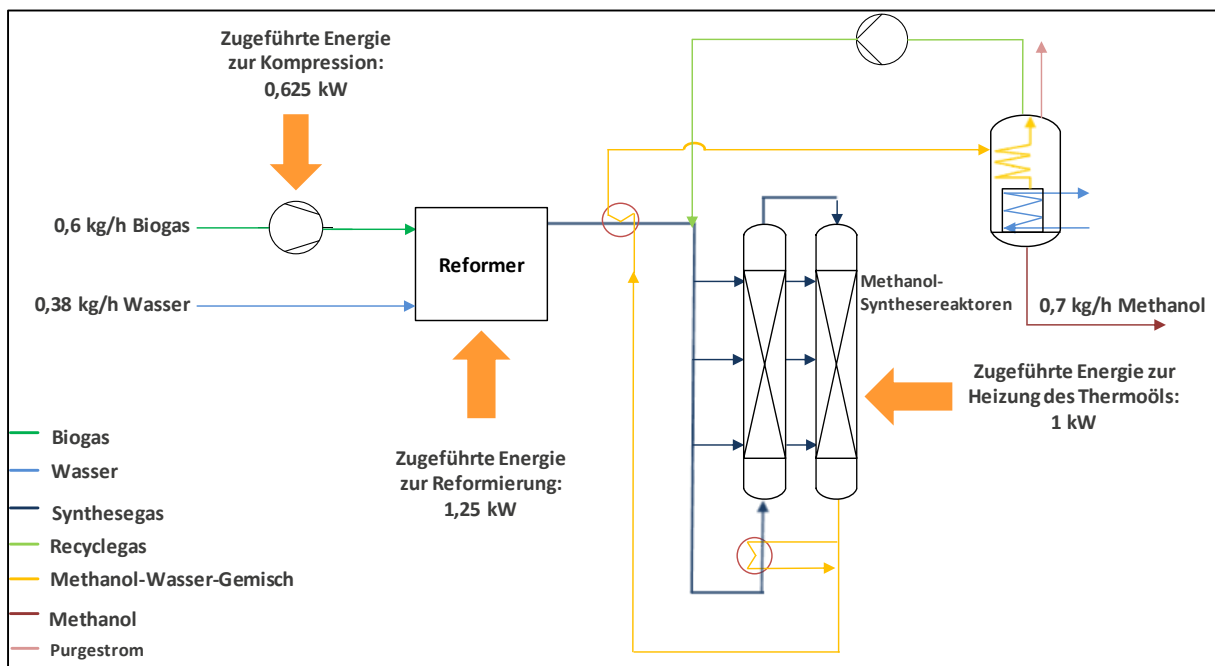 Zugeführte Energie
zur Kompression:
0,625 kW
0,6 kg/h Biogas
0,38 kg/h Wasser
Reformer
Methanol-
Synthesereaktoren
0,7 kg/h Methanol
Zugeführte Energie zur
Heizung des Thermoöls:
1 kW
Zugeführte Energie
zur Reformierung:
1,25 kW
Biogas
Wasser
Synthesegas
Recyclegas
Methanol-Wasser-Gemisch
Methanol
Purgestrom